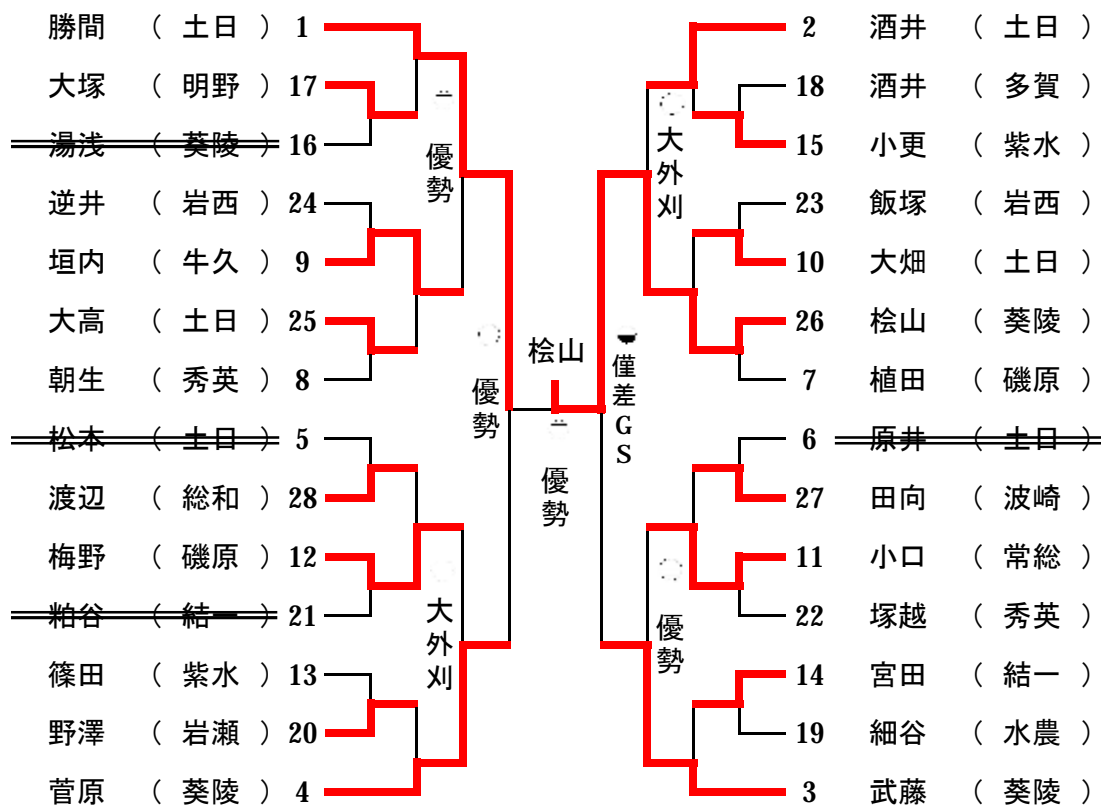 勝間 （ 土日 ） 1
大塚 （ 明野 ） 17
湯浅 （ 葵陵 ） 16
逆井 （ 岩西 ） 24
垣内 （ 牛久 ） 9
大高 （ 土日 ） 25
朝生 （ 秀英 ） 8
松本 （ 土日 ） 5
渡辺 （ 総和 ） 28
梅野 （ 磯原 ） 12
粕谷 （ 結一 ） 21
篠田 （ 紫水 ） 13
野澤 （ 岩瀬 ） 20
菅原 （ 葵陵 ） 4
優勢
大外刈
優勢
桧山
優勢
僅差GS
大外刈
優勢
2 酒井 （ 土日 ）
18 酒井 （ 多賀 ）
15 小更 （ 紫水 ）
23 飯塚 （ 岩西 ）
10 大畑 （ 土日 ）
26 桧山 （ 葵陵 ）
7 植田 （ 磯原 ）
6 原井 （ 土日 ）
27 田向 （ 波崎 ）
11 小口 （ 常総 ）
22 塚越 （ 秀英 ）
14 宮田 （ 結一 ）
19 細谷 （ 水農 ）
3 武藤 （ 葵陵 ）